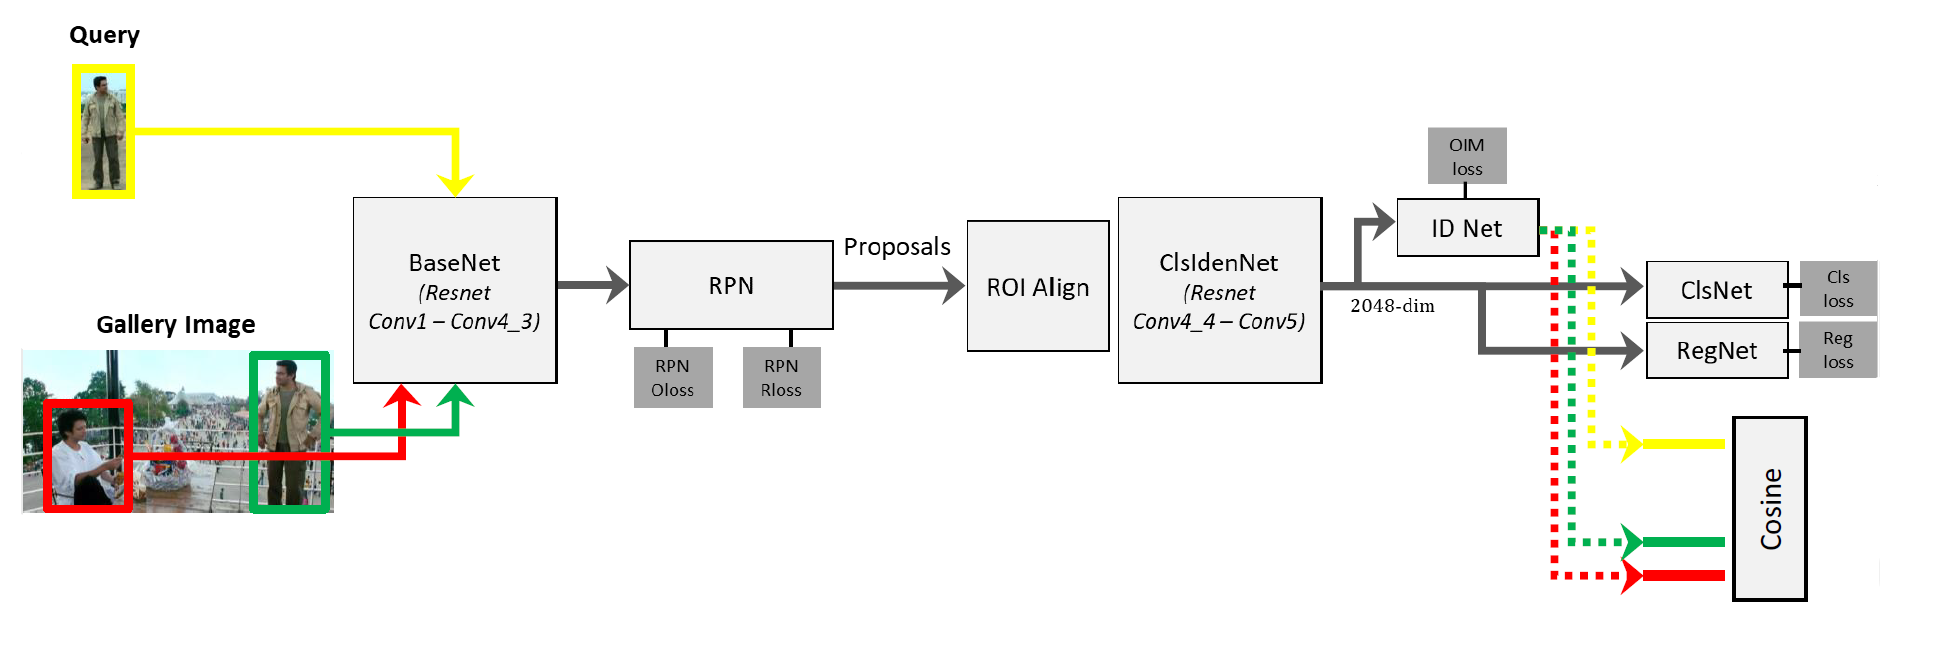 Query
Gallery Image
BaseNet
(Resnet
Conv1 – Conv4_3)
RPN
RPN
Oloss
RPN
Rloss
Proposals
ROI Align
ClsIdenNet
(Resnet
Conv4_4 – Conv5)
2048-dim
OIM
loss
ID Net
ClsNet
Cls
loss
RegNet
Reg
loss
Cosine